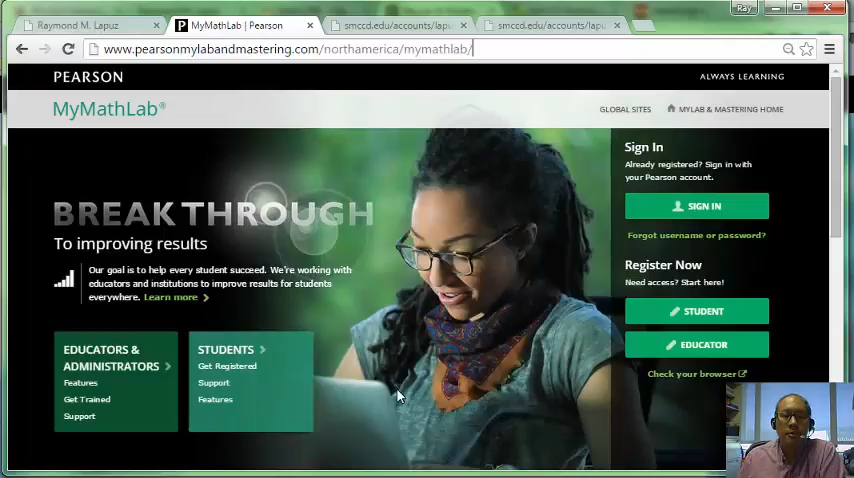 Ray
Raymond M. Lapuz
MyMathLab | Pearson
smccd.edu/accounts/lapu
smccd.edu/accounts/lapu
www.pearsonmylabandmastering.com/northamerica/mymathlab/
PEARSON
ALWAYS LEARNING
MyMathLab®
GLOBAL SITES
MYLAB & MASTERING HOME
BREAKTHROUGH
To improving results
Our goal is to help every student succeed. We're working with
educators and institutions to improve results for students
everywhere. Learn more
EDUCATORS &
ADMINISTRATORS
Features
Get Trained
Support
STUDENTS
Get Registered
Support
Features
Sign In
Already registered? Sign in with
your Pearson account.
SIGN IN
Forgot username or password?
Register Now
Need access? Start here!
STUDENT
EDUCATOR
Check your browser